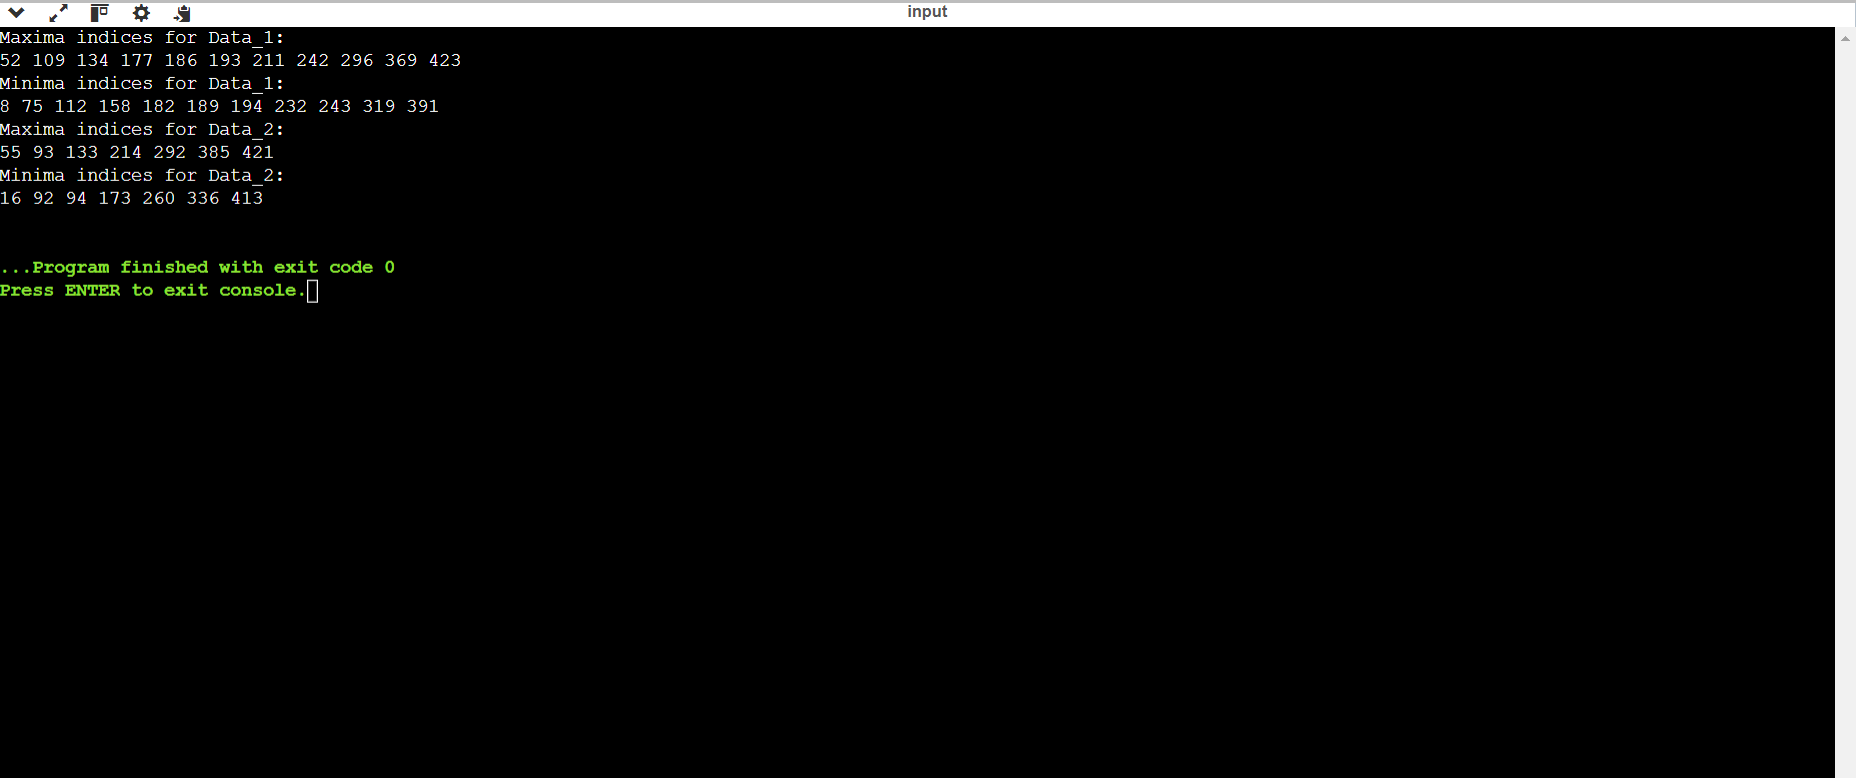 input
Maxima indices for Data_1:
52 109 134 177 186 193 211 242 296 369 423
Minima indices for Data_1:
8 75 112 158 182 189 194 232 243 319 391
Maxima indices for Data_2:
55 93 133 214 292 385 421
Minima indices for Data_2:
16 92 94 173 260 336 413
...Program finished with exit code 0
Press ENTER to exit console.